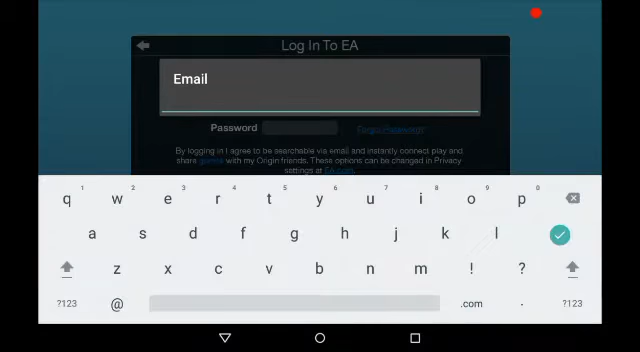 Log In To EA
Email
Password Forgot Password?
By logging in I agree to be searchable via email and instantly connect play and
share games with my Origin friends. These options can be changed in Privacy
settings at Ea.com.
1 2 3 4 5 6 7 8 9 0
q w e r t y u i o p
a s d f g h j k l
z x c v b n m ! ?
?123 @ .com . ?123